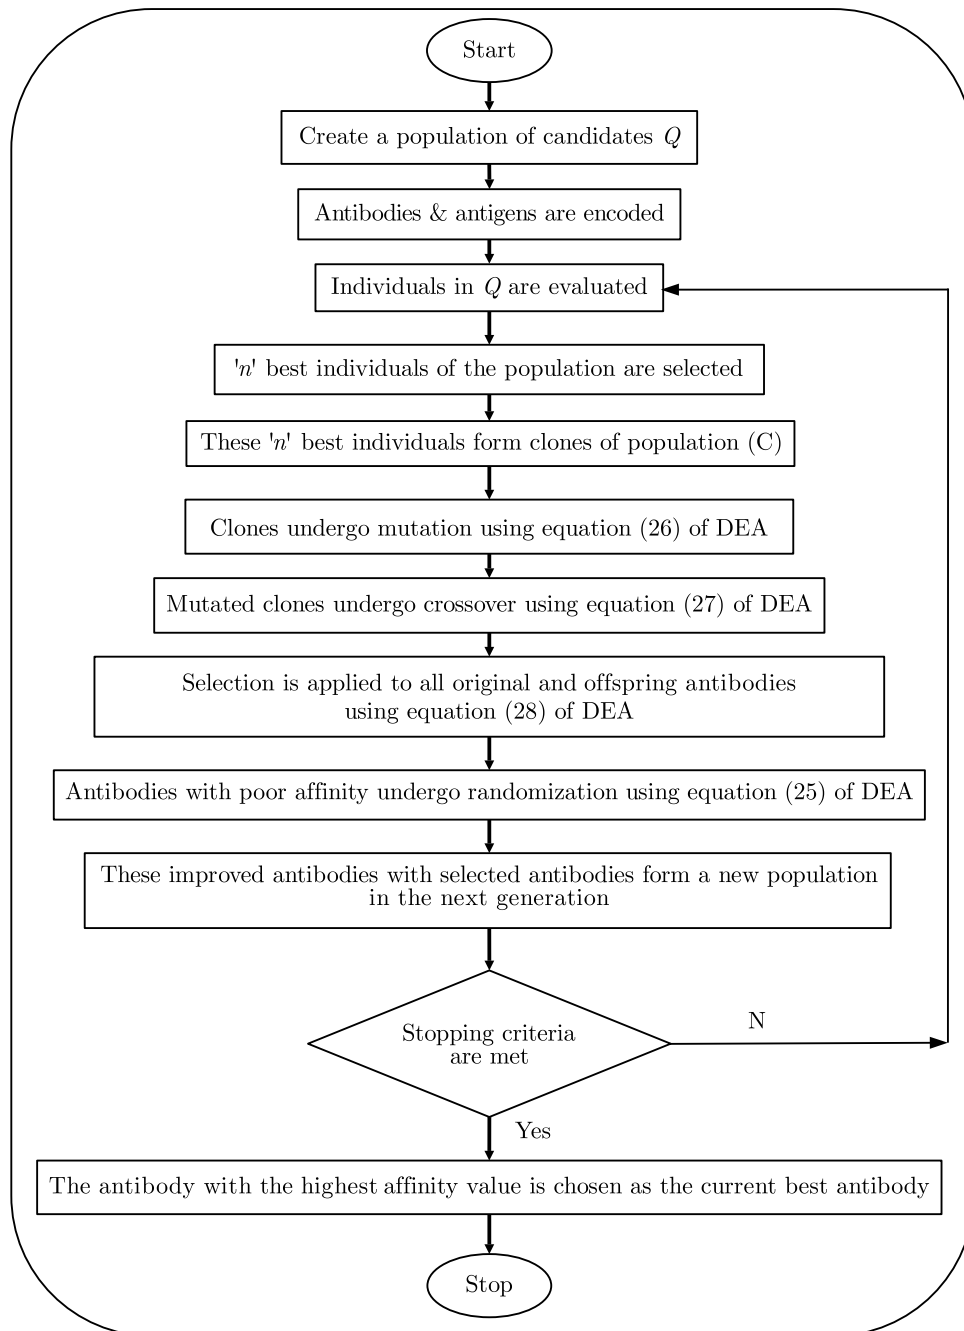 Start
Create a population of candidates Q
Antibodies & antigens are encoded
Individuals in Q are evaluated
'n' best individuals of the population are selected
These 'n' best individuals form clones of population (C)
Clones undergo mutation using equation (26) of DEA
Mutated clones undergo crossover using equation (27) of DEA
Selection is applied to all original and offspring antibodies
using equation (28) of DEA
Antibodies with poor affinity undergo randomization using equation (25) of DEA
These improved antibodies with selected antibodies form a new population
in the next generation
Stopping criteria
are met
N
Yes
The antibody with the highest affinity value is chosen as the current best antibody
Stop